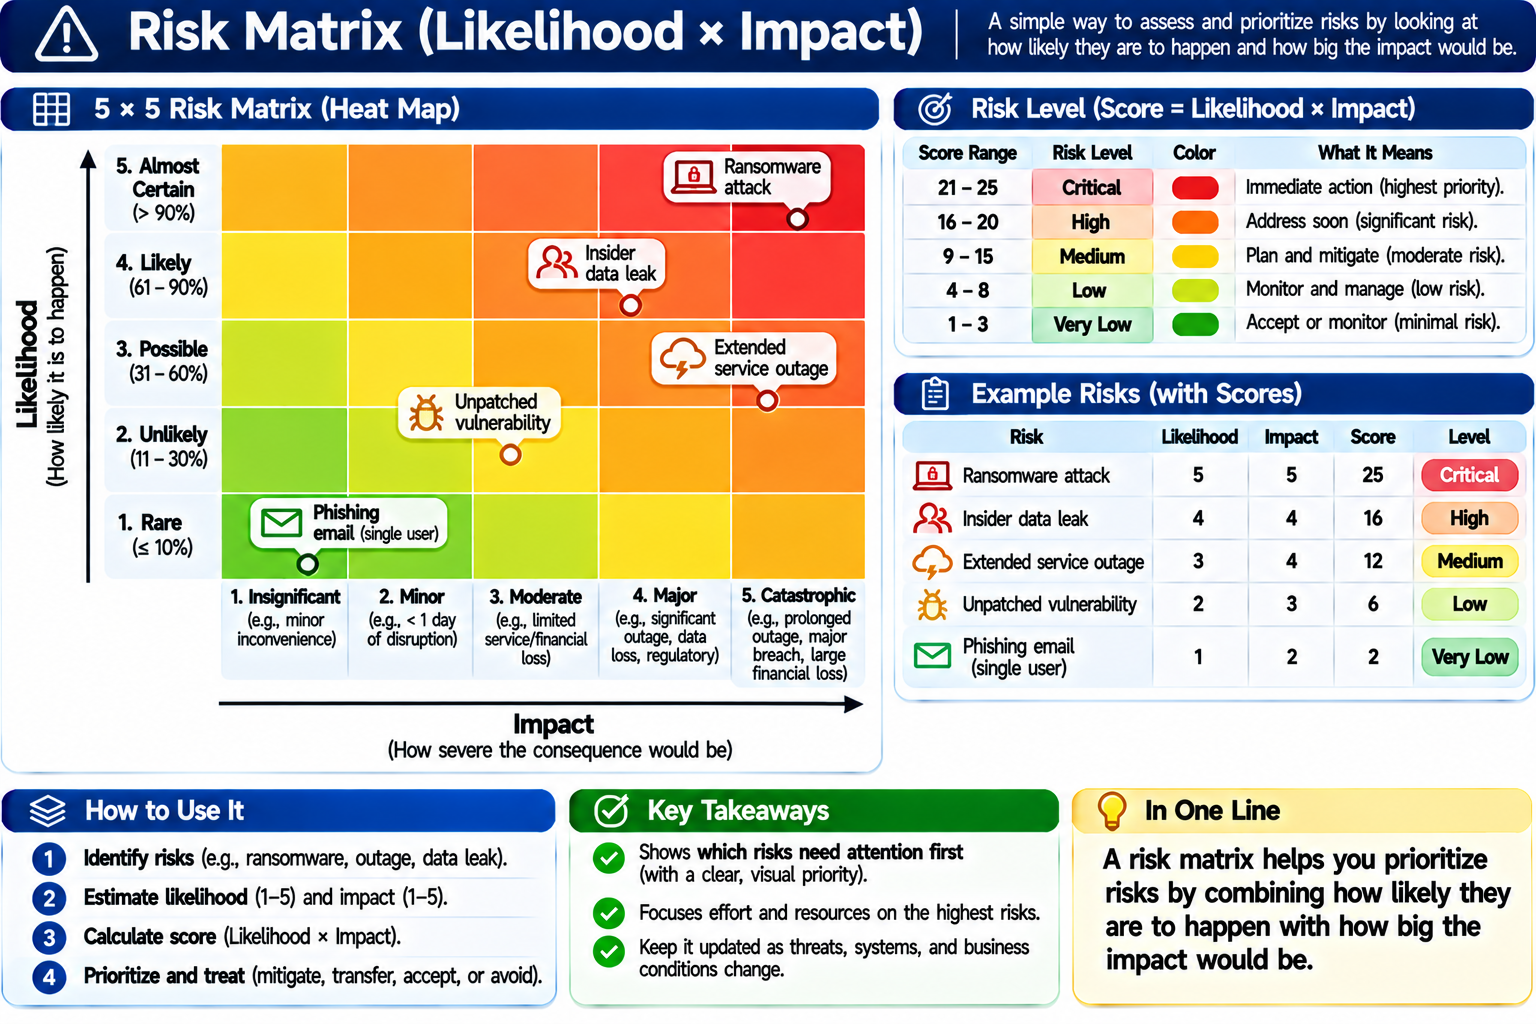 Risk Matrix (Likelihood × Impact)
A simple way to assess and prioritize risks by looking at
how likely they are to happen and how big the impact would be.
5 × 5 Risk Matrix (Heat Map)
Likelihood
(How likely it is to happen)
5. Almost
Certain
(> 90%)
4. Likely
(61 – 90%)
3. Possible
(31 – 60%)
2. Unlikely
(11 – 30%)
1. Rare
(≤ 10%)
Ransomware
attack
Insider
data leak
Extended
service outage
Unpatched
vulnerability
Phishing
email (single user)
1. Insignificant
(e.g., minor
inconvenience)
2. Minor
(e.g., < 1 day
of disruption)
3. Moderate
(e.g., limited
service/financial
loss)
4. Major
(e.g., significant
outage, data
loss, regulatory)
5. Catastrophic
(e.g., prolonged
outage, major
breach, large
financial loss)
Impact
(How severe the consequence would be)
Risk Level (Score = Likelihood × Impact)
Score Range Risk Level Color What It Means
21 – 25 Critical Immediate action (highest priority).
16 – 20 High Address soon (significant risk).
9 – 15 Medium Plan and mitigate (moderate risk).
4 – 8 Low Monitor and manage (low risk).
1 – 3 Very Low Accept or monitor (minimal risk).
Example Risks (with Scores)
Risk Likelihood Impact Score Level
Ransomware attack 5 5 25 Critical
Insider data leak 4 4 16 High
Extended service outage 3 4 12 Medium
Unpatched vulnerability 2 3 6 Low
Phishing email
(single user) 1 2 2 Very Low
How to Use It
1 Identify risks (e.g., ransomware, outage, data leak).
2 Estimate likelihood (1–5) and impact (1–5).
3 Calculate score (Likelihood × Impact).
4 Prioritize and treat (mitigate, transfer, accept, or avoid).
Key Takeaways
Shows which risks need attention first
(with a clear, visual priority).
Focuses effort and resources on the highest risks.
Keep it updated as threats, systems, and business
conditions change.
In One Line
A risk matrix helps you prioritize
risks by combining how likely they
are to happen with how big the
impact would be.